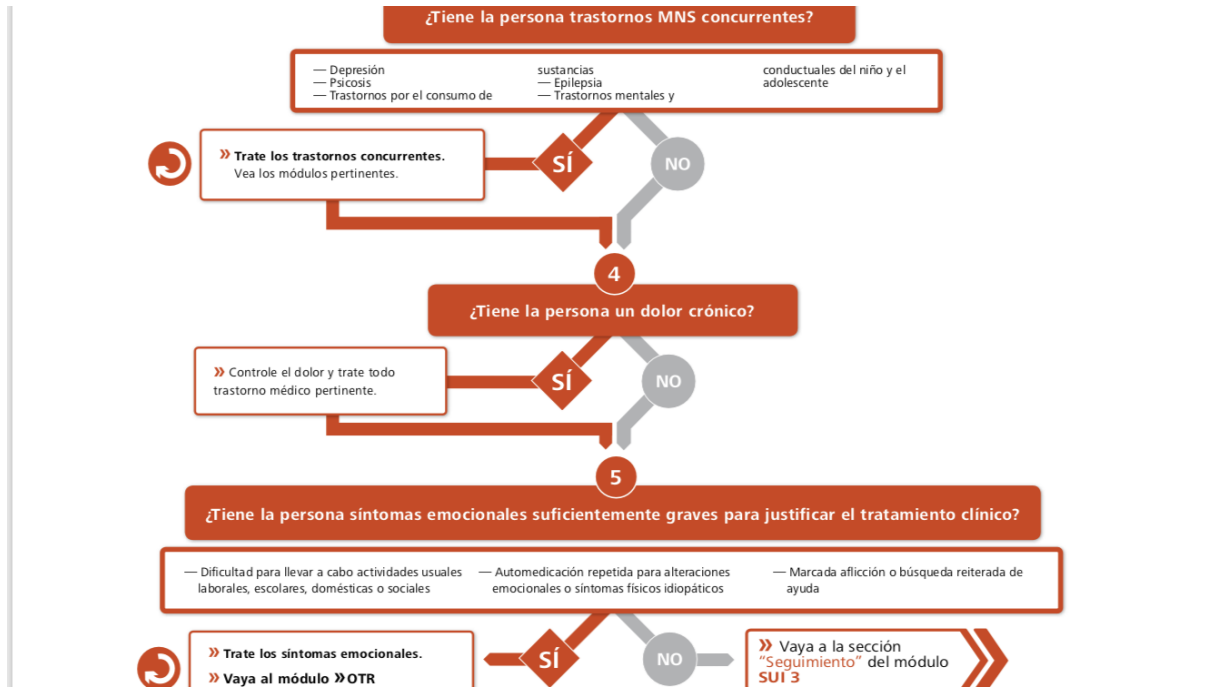 ¿Tiene la persona trastornos MNS concurrentes?
— Depresión
— Psicosis
— Trastornos por el consumo de
sustancias
— Epilepsia
— Trastornos mentales y
conductuales del niño y el
adolescente
» Trate los trastornos concurrentes.
Vea los módulos pertinentes.
SÍ
NO
4
¿Tiene la persona un dolor crónico?
» Controle el dolor y trate todo
trastorno médico pertinente.
SÍ
NO
5
¿Tiene la persona síntomas emocionales suficientemente graves para justificar el tratamiento clínico?
— Dificultad para llevar a cabo actividades usuales
laborales, escolares, domésticas o sociales
— Automedicación repetida para alteraciones
emocionales o síntomas físicos idiopáticos
— Marcada aflicción o búsqueda reiterada de
ayuda
» Trate los síntomas emocionales.
» Vaya al módulo »OTR
SÍ
NO
» Vaya a la sección
"Seguimiento" del módulo
SUI 3